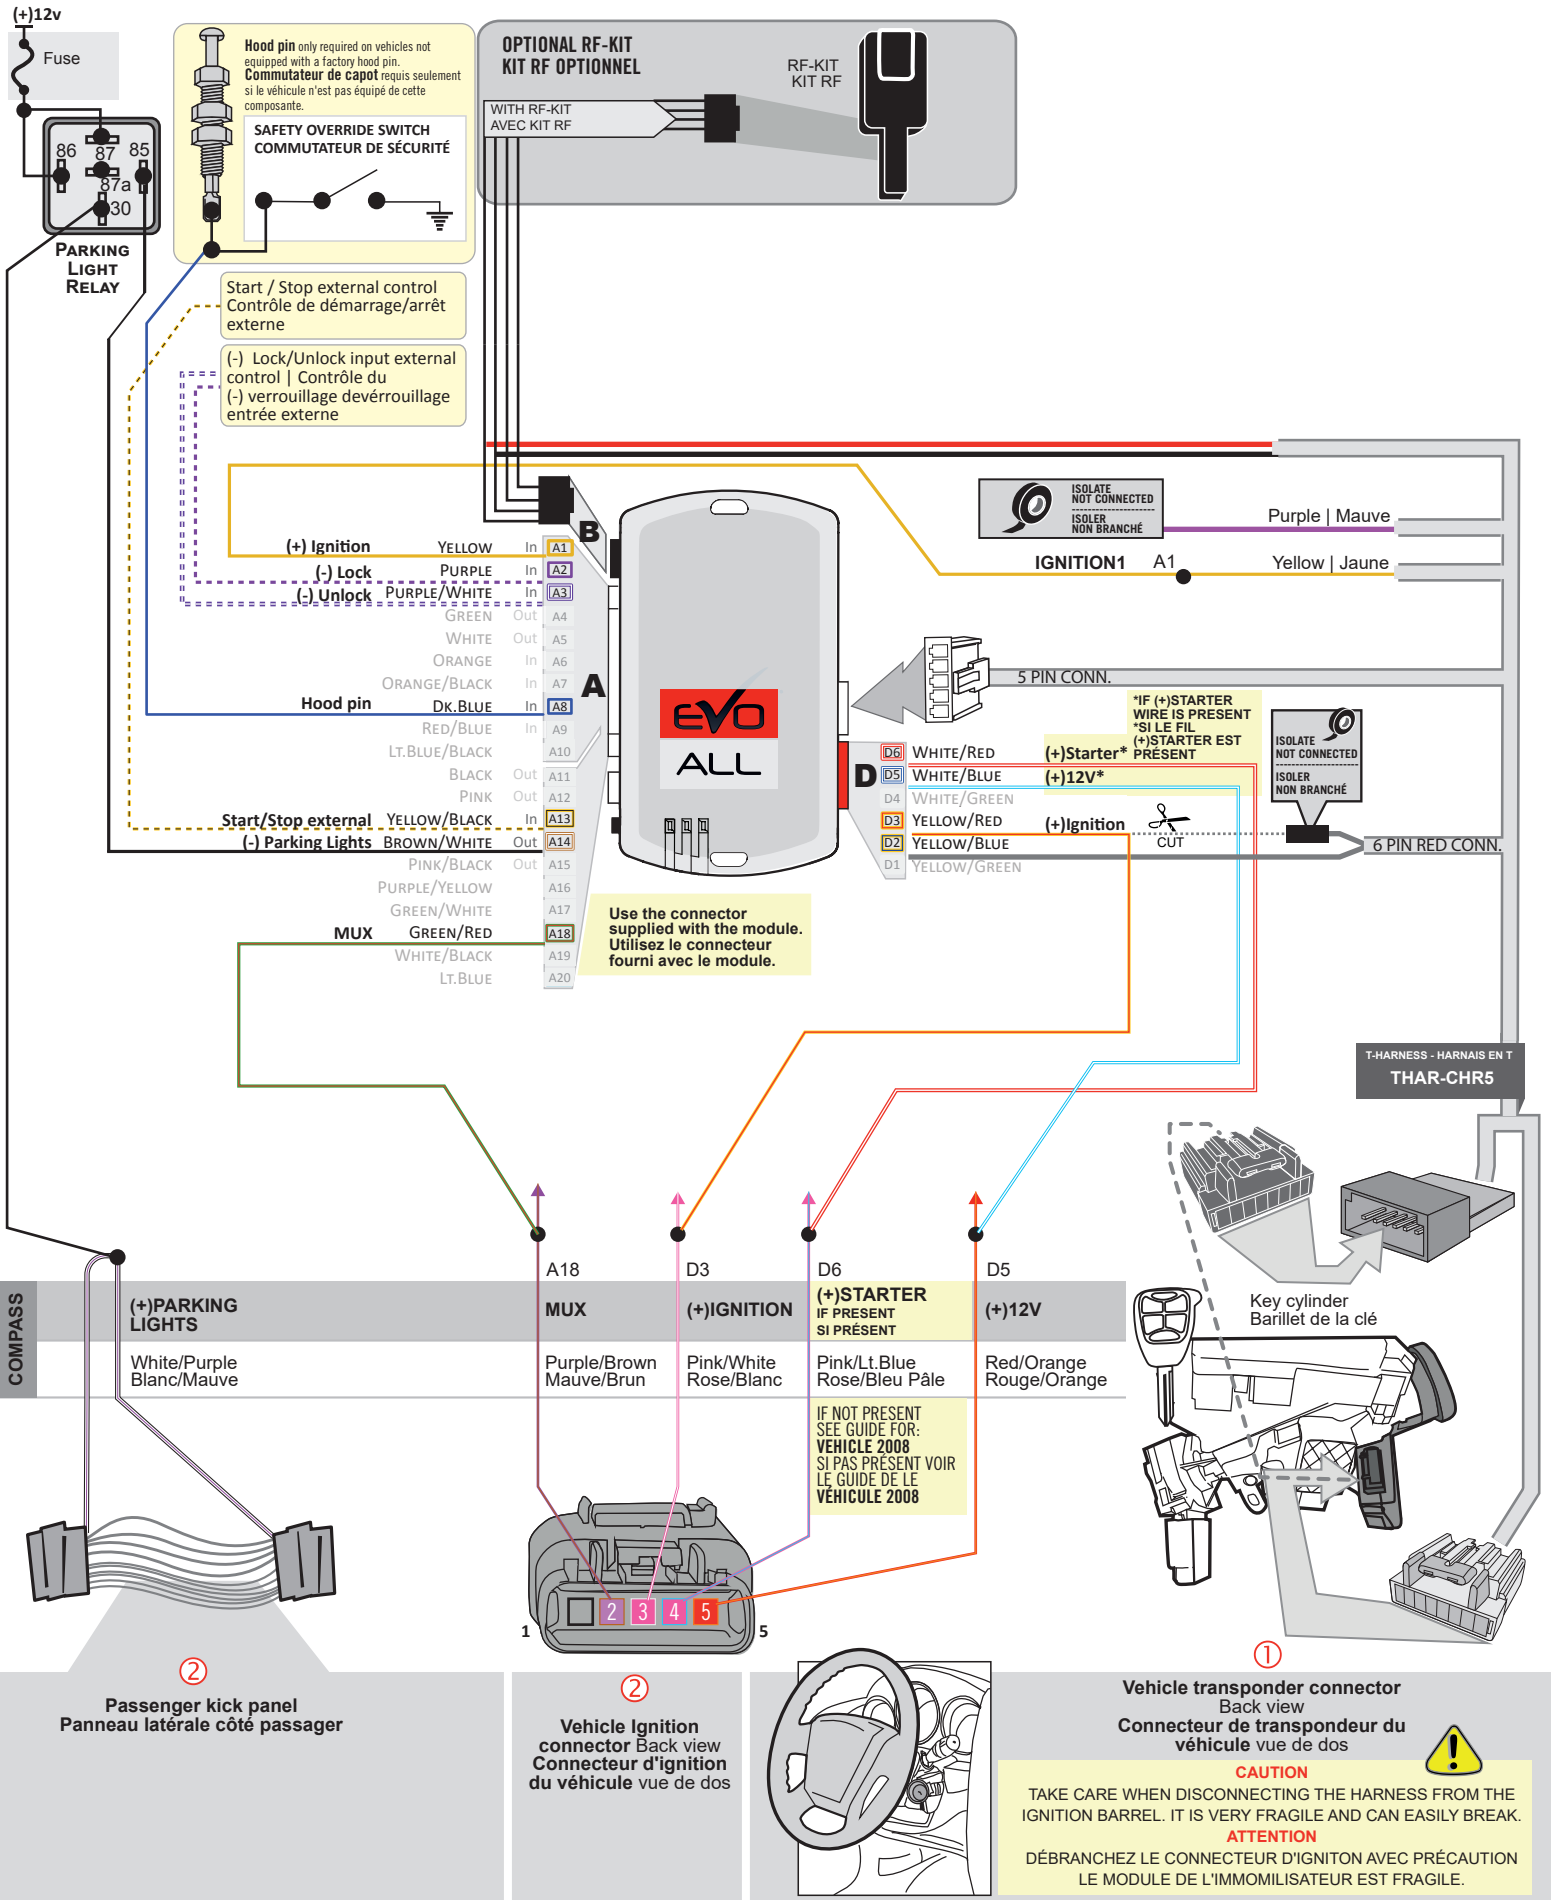 (+)12v
Fuse
86
87
85
87a
30
PARKING
LIGHT
RELAY
Hood pin only required on vehicles not
equipped with a factory hood pin.
Commutateur de capot requis seulement
si le véhicule n'est pas équipé de cette
composante.
SAFETY OVERRIDE SWITCH
COMMUTATEUR DE SÉCURITÉ
OPTIONAL RF-KIT
KIT RF OPTIONNEL
RF-KIT
KIT RF
WITH RF-KIT
AVEC KIT RF
Start / Stop external control
Contrôle de démarrage/arrêt
externe
(-) Lock/Unlock input external
control | Contrôle du
(-) verrouillage devérrouillage
entrée externe
ISOLATE
NOT CONNECTED
ISOLER
NON BRANCHÉ
Purple | Mauve
IGNITION1 A1 Yellow | Jaune
B
A
(+) Ignition YELLOW In A1
(-) Lock PURPLE In A2
(-) Unlock PURPLE/WHITE In A3
GREEN Out A4
WHITE Out A5
ORANGE In A6
ORANGE/BLACK In A7
Hood pin DK.BLUE In A8
RED/BLUE In A9
LT.BLUE/BLACK A10
BLACK Out A11
PINK Out A12
Start/Stop external YELLOW/BLACK In A13
(-) Parking Lights BROWN/WHITE Out A14
PINK/BLACK Out A15
PURPLE/YELLOW A16
GREEN/WHITE A17
MUX GREEN/RED A18
WHITE/BLACK A19
LT.BLUE A20
EVO
ALL
5 PIN CONN.
D
D6 WHITE/RED (+)Starter*
D5 WHITE/BLUE (+)12V*
D4 WHITE/GREEN
D3 YELLOW/RED (+)Ignition
D2 YELLOW/BLUE
D1 YELLOW/GREEN
*IF (+)STARTER
WIRE IS PRESENT
*SI LE FIL
(+)STARTER EST
PRÉSENT
CUT
ISOLATE
NOT CONNECTED
ISOLER
NON BRANCHÉ
6 PIN RED CONN.
Use the connector
supplied with the module.
Utilisez le connecteur
fourni avec le module.
T-HARNESS - HARNAIS EN T
THAR-CHR5
Key cylinder
Barillet de la clé
A18
D3
D6
D5
COMPASS
(+)PARKING
LIGHTS
MUX
(+)IGNITION
(+)STARTER
IF PRESENT
SI PRÉSENT
(+)12V
White/Purple
Blanc/Mauve
Purple/Brown
Mauve/Brun
Pink/White
Rose/Blanc
Pink/Lt.Blue
Rose/Bleu Pâle
Red/Orange
Rouge/Orange
IF NOT PRESENT
SEE GUIDE FOR:
VEHICLE 2008
SI PAS PRÉSENT VOIR
LE GUIDE DE LE
VÉHICULE 2008
2
3
4
5
1
5
2
Passenger kick panel
Panneau latérale côté passager
2
Vehicle Ignition
connector Back view
Connecteur d'ignition
du véhicule vue de dos
1
Vehicle transponder connector
Back view
Connecteur de transpondeur du
véhicule vue de dos
CAUTION
TAKE CARE WHEN DISCONNECTING THE HARNESS FROM THE
IGNITION BARREL. IT IS VERY FRAGILE AND CAN EASILY BREAK.
ATTENTION
DÉBRANCHEZ LE CONNECTEUR D'IGNITON AVEC PRÉCAUTION
LE MODULE DE L'IMMOMILISATEUR EST FRAGILE.